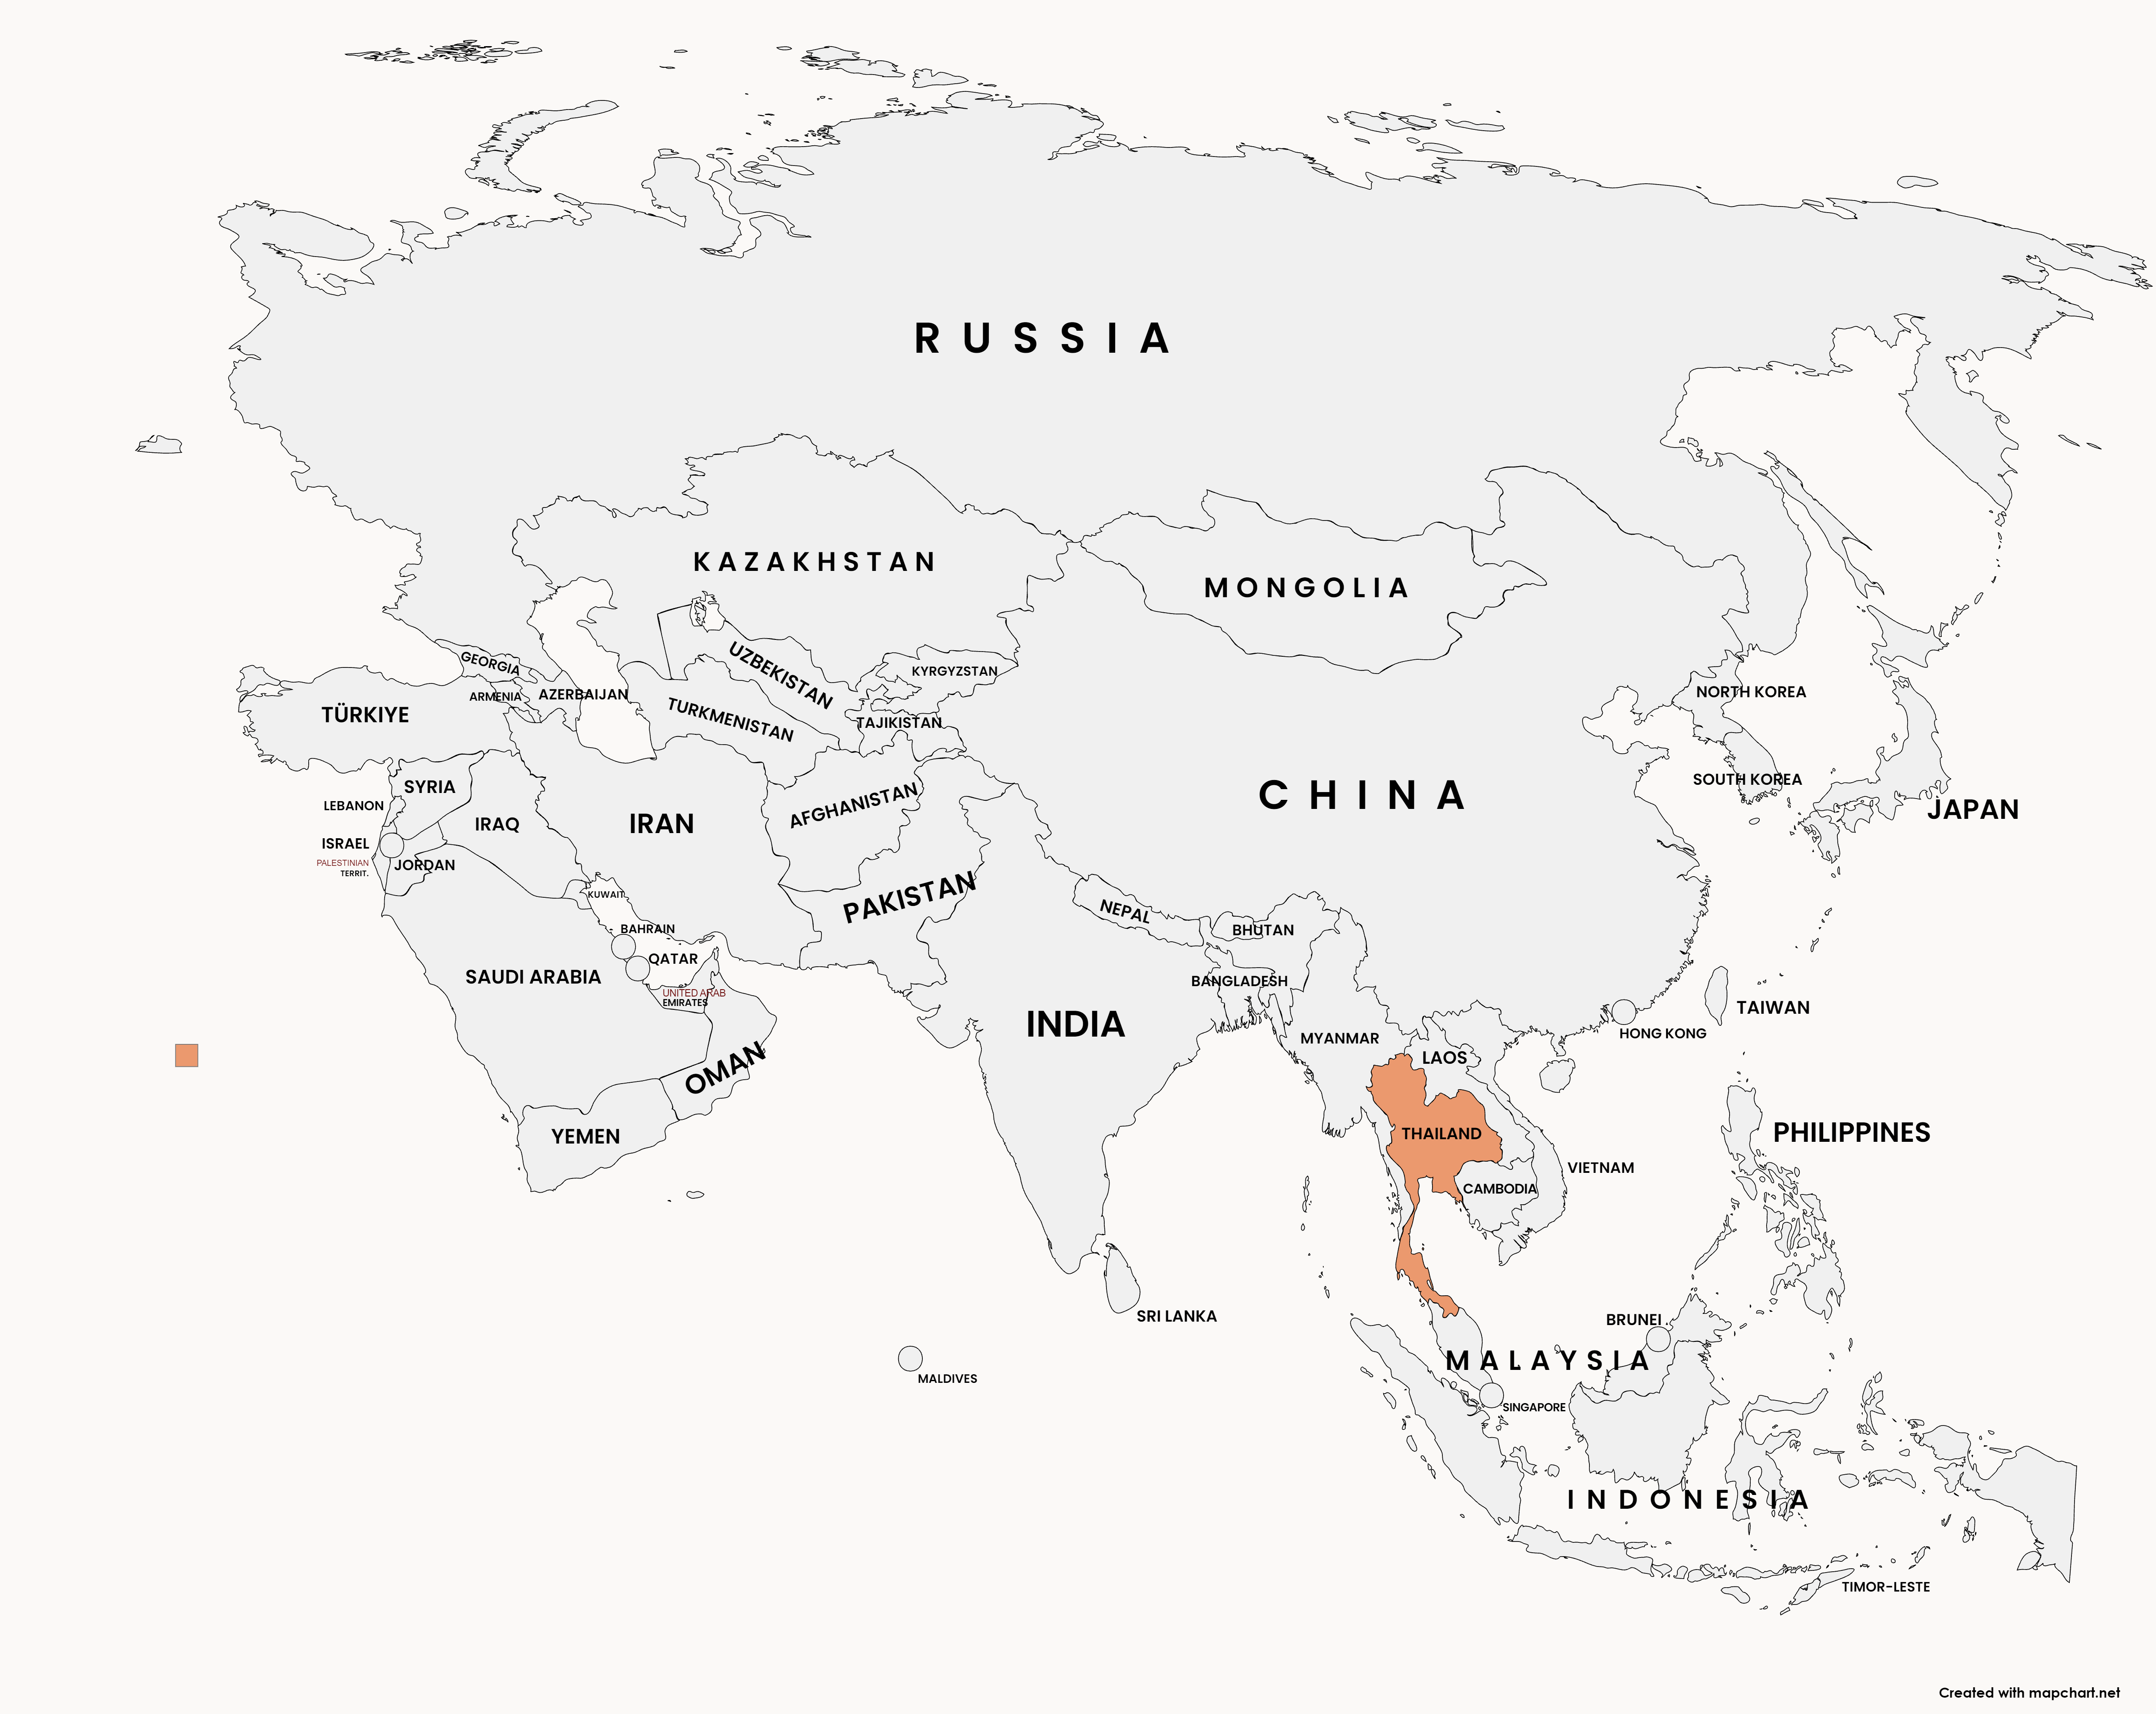 RUSSIA
KAZAKHSTAN
MONGOLIA
UZBEKISTAN
GEORGIA
KYRGYZSTAN
ARMENIA
AZERBAIJAN
NORTH KOREA
TÜRKIYE
TURKMENISTAN
TAJIKISTAN
SOUTH KOREA
SYRIA
CHINA
LEBANON
AFGHANISTAN
JAPAN
IRAQ
IRAN
ISRAEL
PALESTINIAN
TERRIT.
JORDAN
KUWAIT
PAKISTAN
NEPAL
BAHRAIN
BHUTAN
QATAR
SAUDI ARABIA
BANGLADESH
UNITED ARAB
EMIRATES
TAIWAN
INDIA
HONG KONG
MYANMAR
LAOS
OMAN
YEMEN
THAILAND
PHILIPPINES
VIETNAM
CAMBODIA
SRI LANKA
BRUNEI
MALAYSIA
MALDIVES
SINGAPORE
INDONESIA
TIMOR-LESTE
Created with mapchart.net